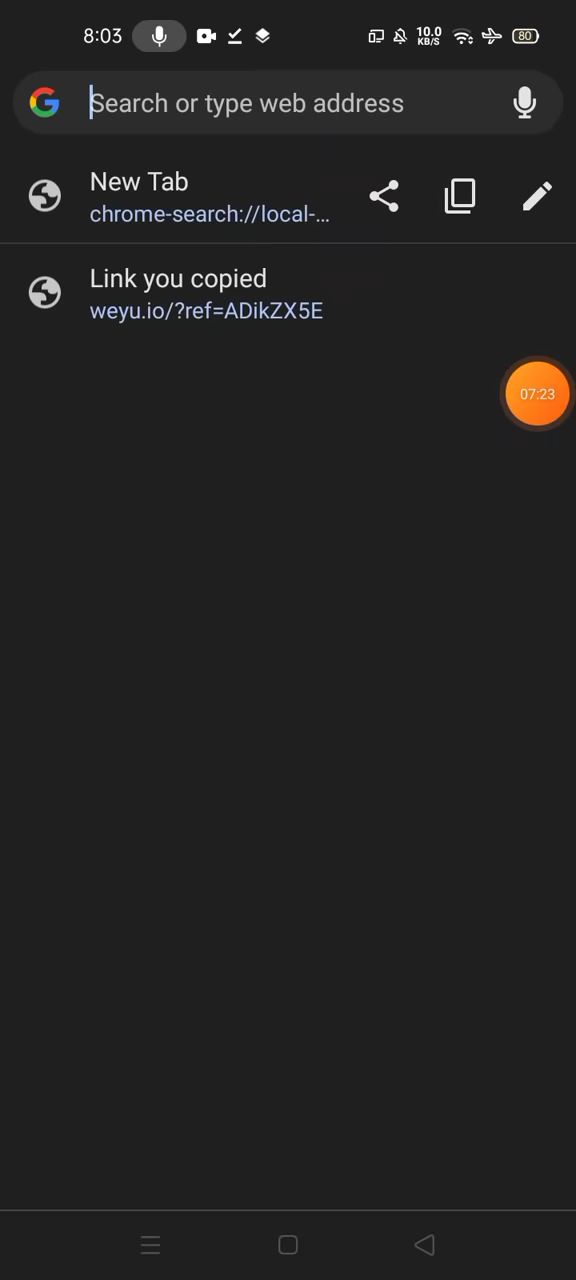 8:03
10.0
KB/S
80
Search or type web address
New Tab
chrome-search://local-...
Link you copied
weyu.io/?ref=ADikZX5E
07:23